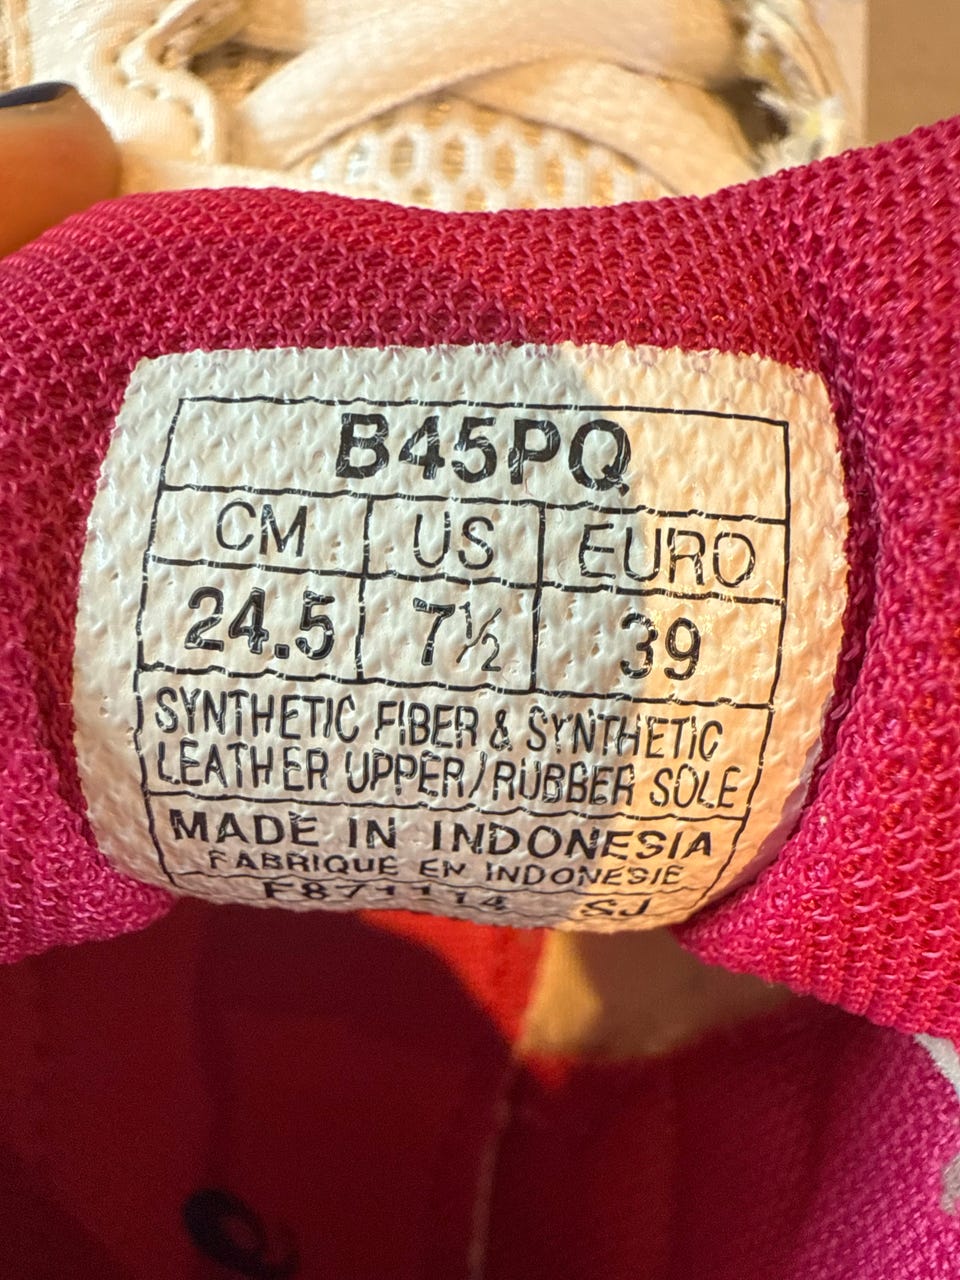 B45PQ
CM US EURO
24.5 7½ 39
SYNTHETIC FIBER & SYNTHETIC
LEATHER UPPER/RUBBER SOLE
MADE IN INDONESIA
FABRIQUE EN INDONESIE
SJ